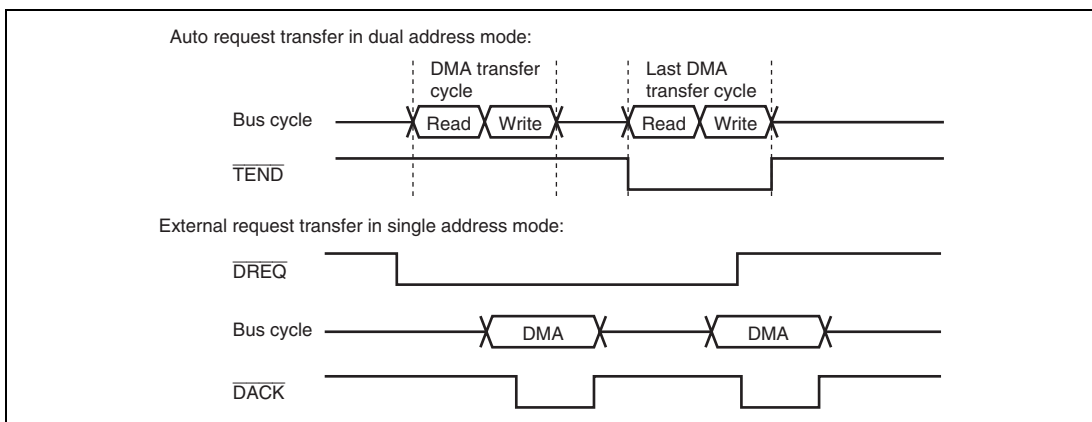 Auto request transfer in dual address mode:
DMA transfer
cycle
Last DMA
transfer cycle
Bus cycle
Read
Write
Read
Write
TEND
External request transfer in single address mode:
DREQ
Bus cycle
DMA
DMA
DACK